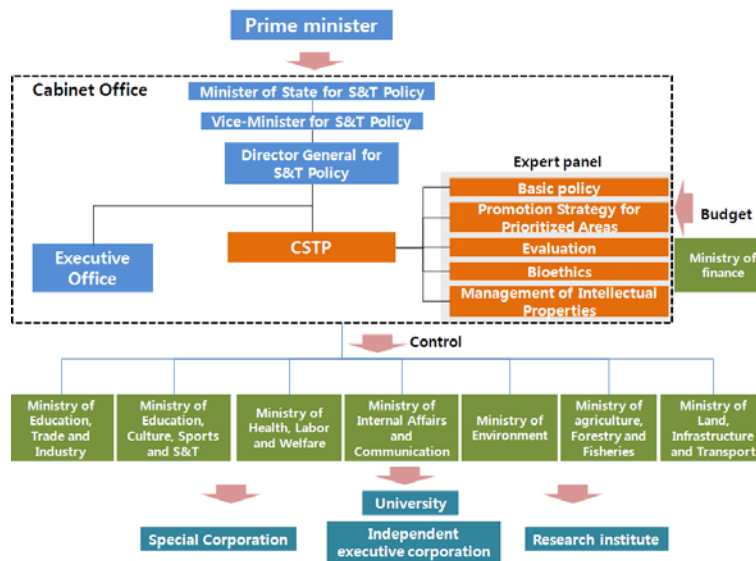 Prime minister
Cabinet Office
Minister of State for S&T Policy
Vice-Minister for S&T Policy
Director General for
S&T Policy
Expert panel
Basic policy
Promotion Strategy for
Prioritized Areas
Evaluation
Bioethics
Management of Intellectual
Properties
Budget
Ministry of
finance
Executive
Office
CSTP
Control
Ministry of
Education,
Trade and
Industry
Ministry of
Education,
Culture, Sports
and S&T
Ministry of
Health, Labor
and Welfare
Ministry of
Internal Affairs
and
Communication
Ministry of
Environment
Ministry of
agriculture,
Forestry and
Fisheries
Ministry of
Land,
Infrastructure
and Transport
University
Special Corporation
Independent
executive corporation
Research institute